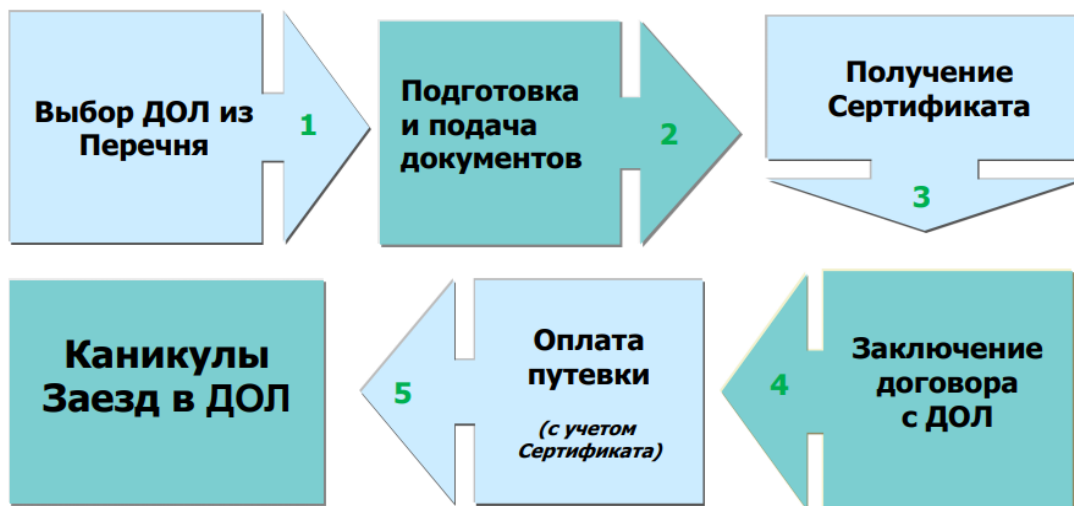 Выбор ДОЛ из
Перечня
1
Подготовка
и подача
документов
2
Получение
Сертификата
3
Заключение
договора
с ДОЛ
4
Оплата
путевки
(с учетом
Сертификата)
5
Каникулы
Заезд в ДОЛ